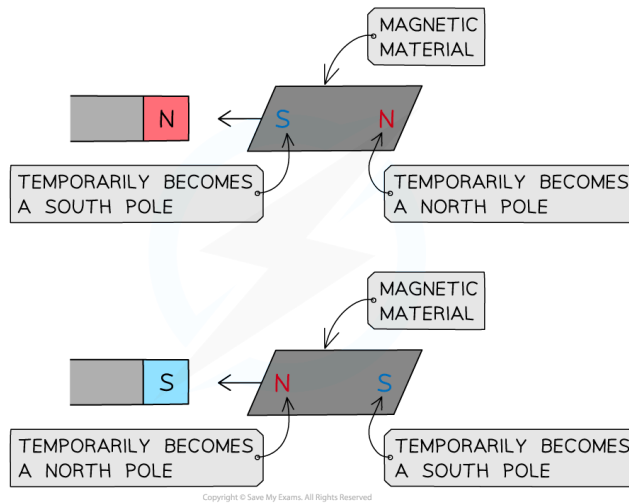 MAGNETIC
MATERIAL
N
S
N
TEMPORARILY BECOMES
A SOUTH POLE
TEMPORARILY BECOMES
A NORTH POLE
MAGNETIC
MATERIAL
S
N
S
TEMPORARILY BECOMES
A NORTH POLE
TEMPORARILY BECOMES
A SOUTH POLE
Copyright © Save My Exams. All Rights Reserved